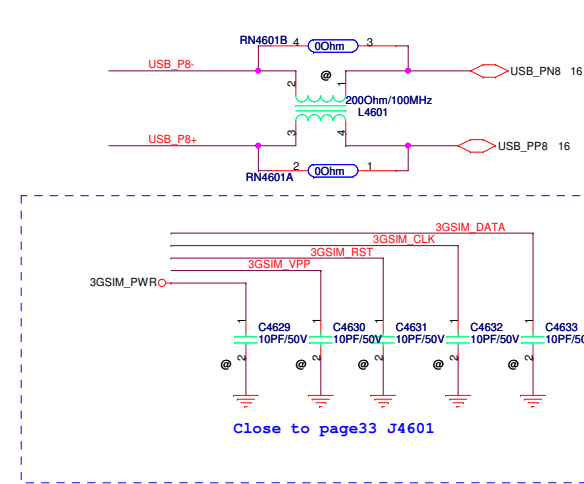 RN4601B 4 0Ohm 3
USB_P8-
@
USB_PN8 16
2 1
200Ohm/100MHz
L4601
3 4
USB_P8+
USB_PP8 16
2 0Ohm 1
RN4601A
3GSIM_DATA
3GSIM_CLK
3GSIM_RST
3GSIM_VPP
3GSIM_PWR
1 1 1 1 1
C4629 C4630 C4631 C4632 C4633
10PF/50V 10PF/50V 10PF/50V 10PF/50V 10PF/50
2 2 2 2 2
@ @ @ @ @
Close to page33 J4601